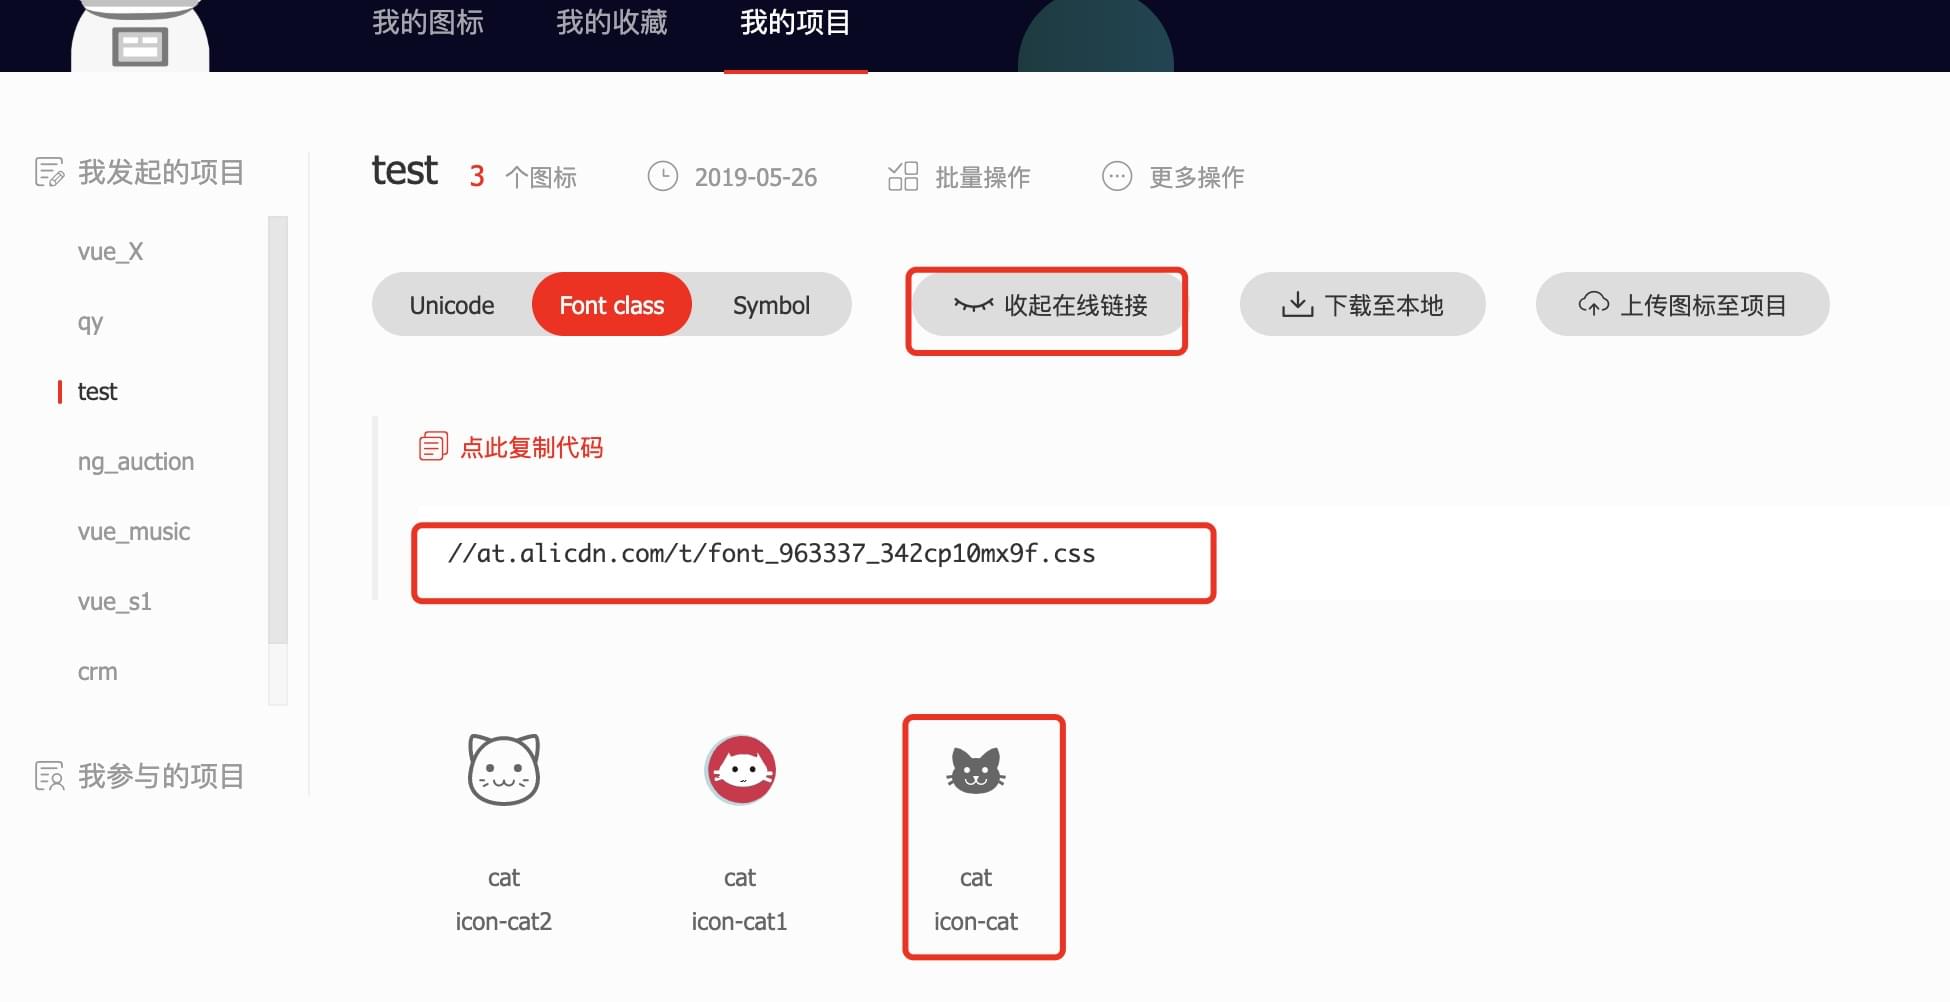 我的图标 我的收藏 我的项目
我发起的项目
vue_X
qy
test
ng_auction
vue_music
vue_s1
crm
我参与的项目
test 3 个图标 2019-05-26 批量操作 更多操作
Unicode Font class Symbol 收起在线链接 下载至本地 上传图标至项目
点此复制代码
//at.alicdn.com/t/font_963337_342cp10mx9f.css
cat cat cat
icon-cat2 icon-cat1 icon-cat